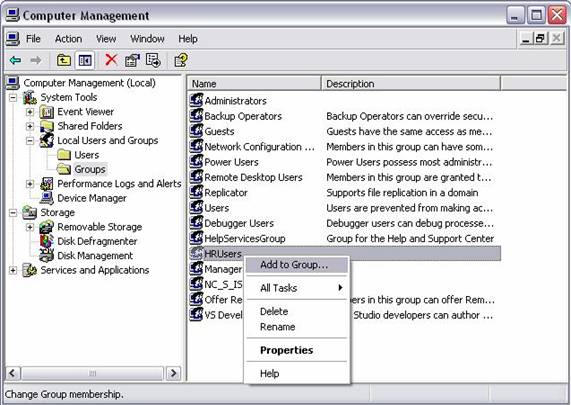 Computer Management
File Action View Window Help
Computer Management (Local)
System Tools
Event Viewer
Shared Folders
Local Users and Groups
Users
Groups
Performance Logs and Alerts
Device Manager
Storage
Removable Storage
Disk Defragmenter
Disk Management
Services and Applications
Name Description
Administrators
Backup Operators Backup Operators can override secu...
Guests Guests have the same access as me...
Network Configuration ... Members in this group can have som...
Power Users Power Users possess most administr...
Remote Desktop Users Members in this group are granted t...
Replicator Supports file replication in a domain
Users Users are prevented from making ac...
Debugger Users Debugger users can debug processe...
HelpServicesGroup Group for the Help and Support Center
HRUsers
Manager
NC_S_IS
Offer Re bers in this group can offer Rem...
VS Devel Studio developers can author ...
Add to Group...
All Tasks
Delete
Rename
Properties
Help
Change Group membership.